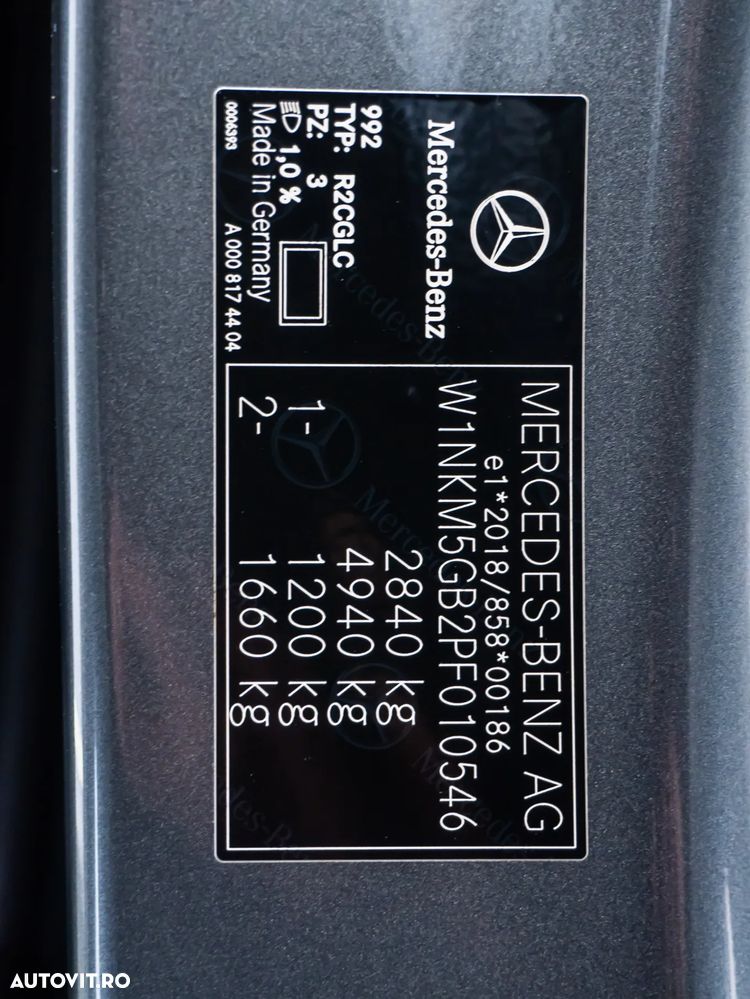 Mercedes-Benz
992
TYP: R2CGLC
PZ: 3
1,0 %
Made in Germany
0006393 A 000 817 44 04
MERCEDES-BENZ AG
e1*2018/858*00186
W1NKM5GB2PF010546
2840 kg
4940 kg
1- 1200 kg
2- 1660 kg
AUTOVIT.RO